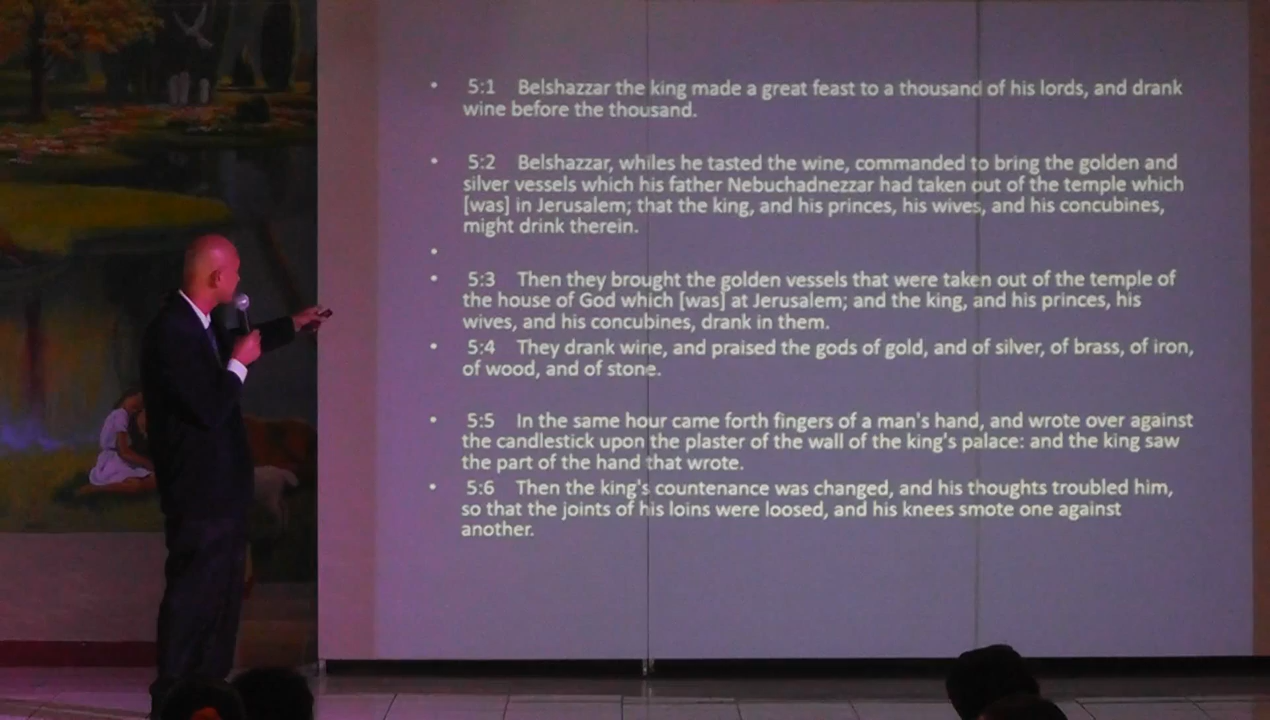 • 5:1 Belshazzar the king made a great feast to a thousand of his lords, and drank
wine before the thousand.
• 5:2 Belshazzar, whiles he tasted the wine, commanded to bring the golden and
silver vessels which his father Nebuchadnezzar had taken out of the temple which
[was] in Jerusalem; that the king, and his princes, his wives, and his concubines,
might drink therein.
•
• 5:3 Then they brought the golden vessels that were taken out of the temple of
the house of God which [was] at Jerusalem; and the king, and his princes, his
wives, and his concubines, drank in them.
• 5:4 They drank wine, and praised the gods of gold, and of silver, of brass, of iron,
of wood, and of stone.
• 5:5 In the same hour came forth fingers of a man's hand, and wrote over against
the candlestick upon the plaster of the wall of the king's palace: and the king saw
the part of the hand that wrote.
• 5:6 Then the king's countenance was changed, and his thoughts troubled him,
so that the joints of his loins were loosed, and his knees smote one against
another.